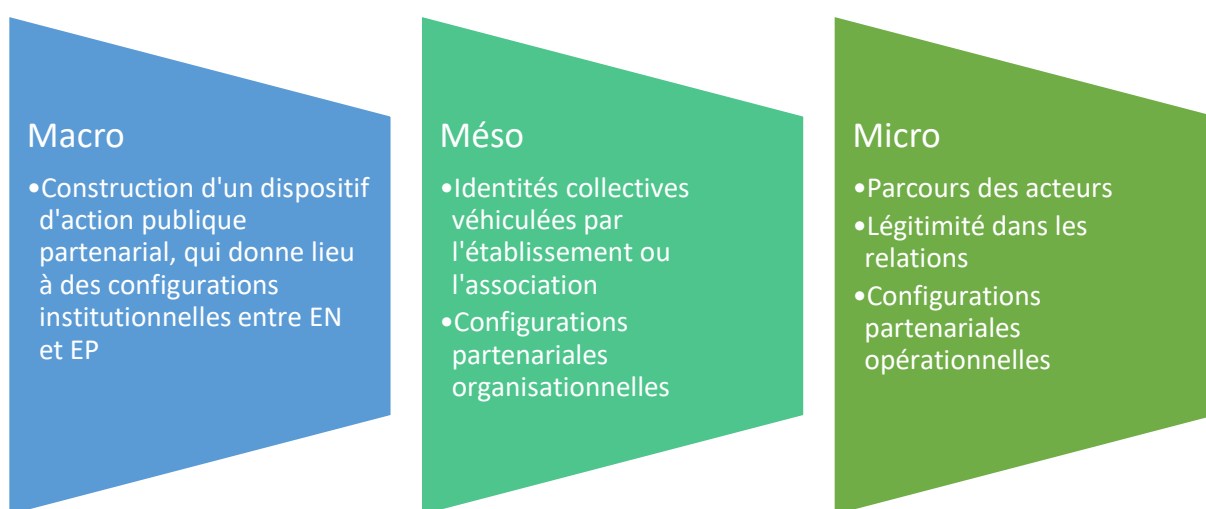 Macro
•Construction d'un dispositif
d'action publique
partenarial, qui donne lieu
à des configurations
institutionnelles entre EN
et EP
Méso
•Identités collectives
véhiculées par
l'établissement ou
l'association
•Configurations
partenariales
organisationnelles
Micro
•Parcours des acteurs
•Légitimité dans les
relations
•Configurations
partenariales
opérationnelles